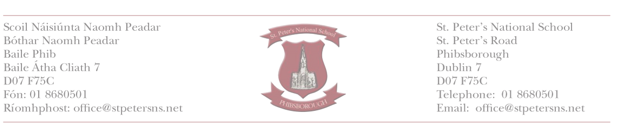 Scoil Náisiúnta Naomh Peadar
Bóthar Naomh Peadar
Baile Phib
Baile Átha Cliath 7
D07 F75C
Fón: 01 8680501
Ríomhphost: office@stpetersns.net
St. Peter's National School
PHIBSBOROUGH
St. Peter's National School
St. Peter's Road
Phibsborough
Dublin 7
D07 F75C
Telephone: 01 8680501
Email: office@stpetersns.net